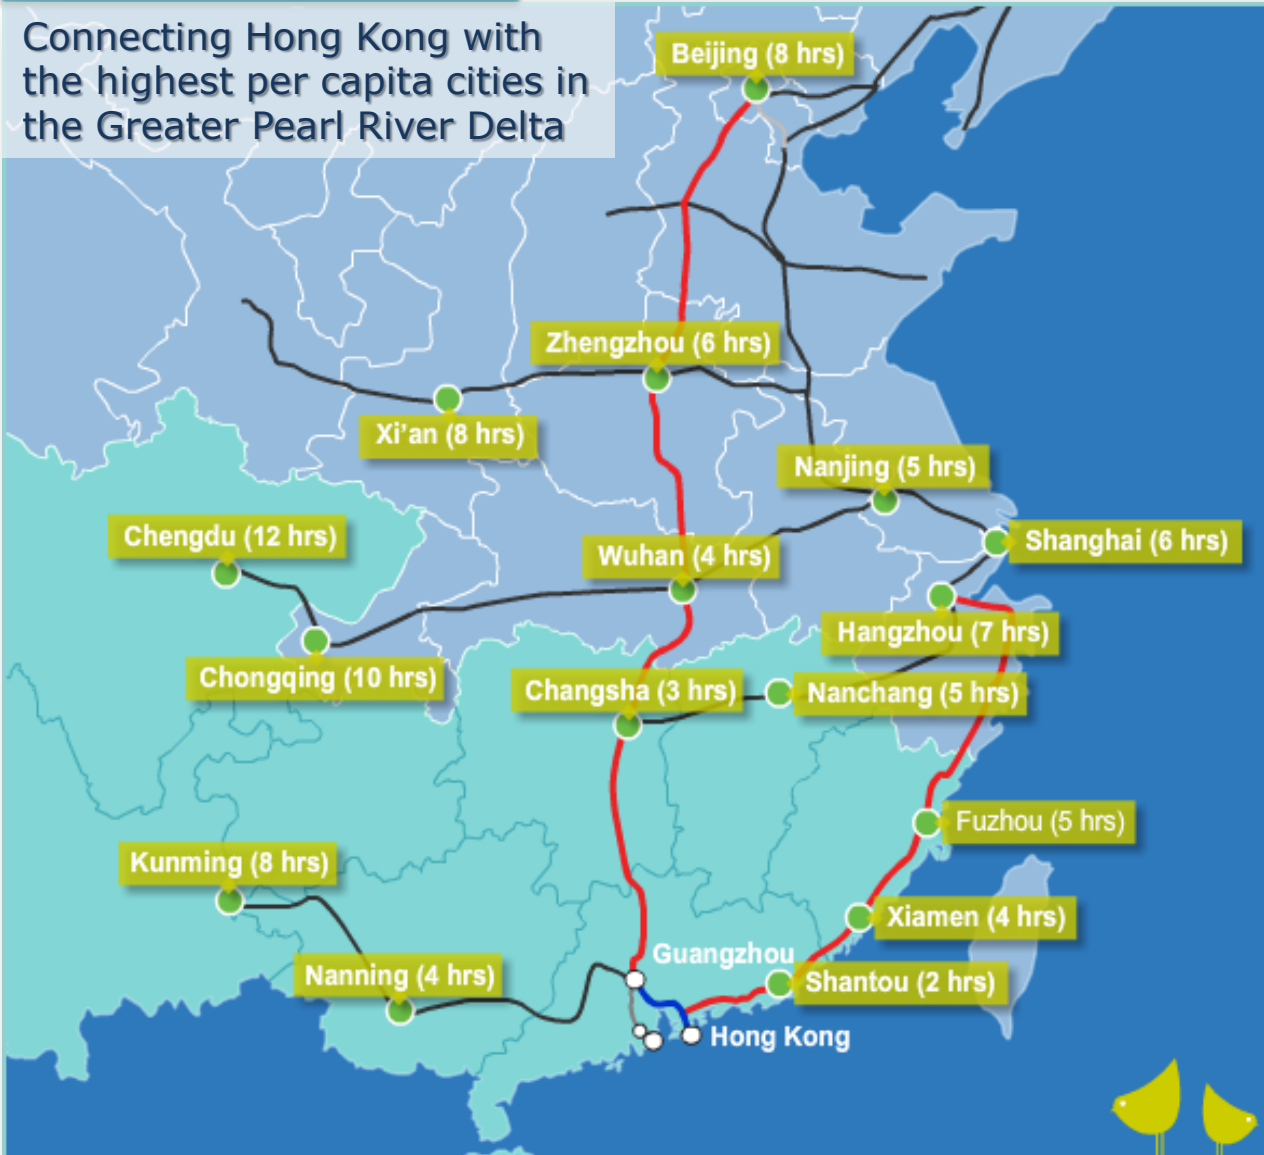 Connecting Hong Kong with
the highest per capita cities in
the Greater Pearl River Delta
Beijing (8 hrs)
Zhengzhou (6 hrs)
Xi’an (8 hrs)
Nanjing (5 hrs)
Chengdu (12 hrs)
Wuhan (4 hrs)
Shanghai (6 hrs)
Hangzhou (7 hrs)
Chongqing (10 hrs)
Changsha (3 hrs)
Nanchang (5 hrs)
Fuzhou (5 hrs)
Kunming (8 hrs)
Xiamen (4 hrs)
Guangzhou
Nanning (4 hrs)
Shantou (2 hrs)
Hong Kong